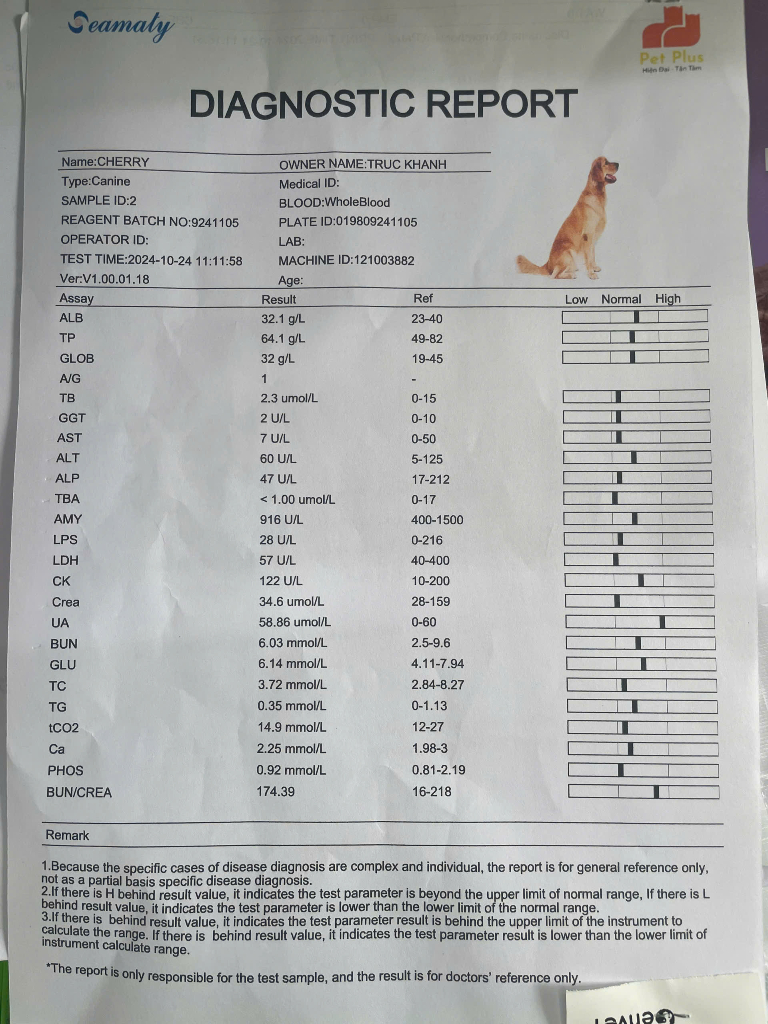 Seamaty
Pet Plus
Hiện Đại - Tận Tâm
DIAGNOSTIC REPORT
Name:CHERRY OWNER NAME:TRUC KHANH
Type:Canine Medical ID:
SAMPLE ID:2 BLOOD:WholeBlood
REAGENT BATCH NO:9241105 PLATE ID:019809241105
OPERATOR ID: LAB:
TEST TIME:2024-10-24 11:11:58 MACHINE ID:121003882
Ver:V1.00.01.18 Age:
Assay Result Ref Low Normal High
ALB 32.1 g/L 23-40
TP 64.1 g/L 49-82
GLOB 32 g/L 19-45
A/G 1 -
TB 2.3 umol/L 0-15
GGT 2 U/L 0-10
AST 7 U/L 0-50
ALT 60 U/L 5-125
ALP 47 U/L 17-212
TBA < 1.00 umol/L 0-17
AMY 916 U/L 400-1500
LPS 28 U/L 0-216
LDH 57 U/L 40-400
CK 122 U/L 10-200
Crea 34.6 umol/L 28-159
UA 58.86 umol/L 0-60
BUN 6.03 mmol/L 2.5-9.6
GLU 6.14 mmol/L 4.11-7.94
TC 3.72 mmol/L 2.84-8.27
TG 0.35 mmol/L 0-1.13
tCO2 14.9 mmol/L 12-27
Ca 2.25 mmol/L 1.98-3
PHOS 0.92 mmol/L 0.81-2.19
BUN/CREA 174.39 16-218
Remark
1.Because the specific cases of disease diagnosis are complex and individual, the report is for general reference only,
not as a partial basis specific disease diagnosis.
2.If there is H behind result value, it indicates the test parameter is beyond the upper limit of normal range, If there is L
behind result value, it indicates the test parameter is lower than the lower limit of the normal range.
3.If there is behind result value, it indicates the test parameter result is behind the upper limit of the instrument to
calculate the range. If there is behind result value, it indicates the test parameter result is lower than the lower limit of
instrument calculate range.
*The report is only responsible for the test sample, and the result is for doctors' reference only.